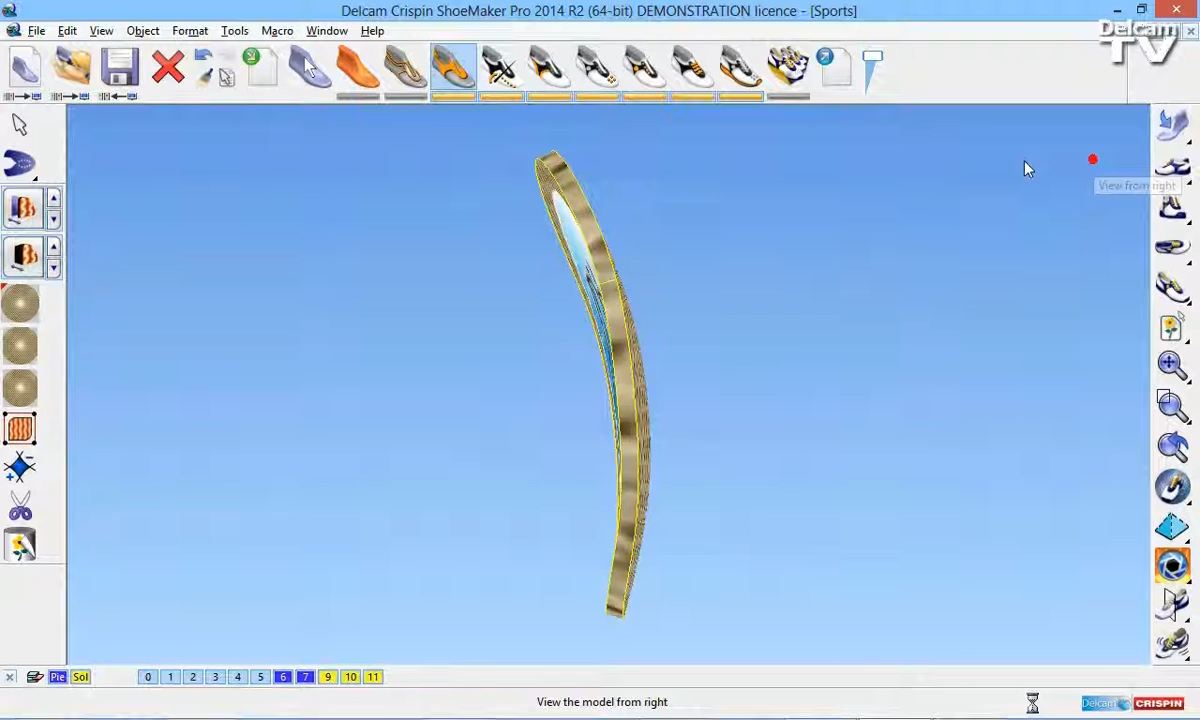 Delcam Crispin ShoeMaker Pro 2014 R2 (64-bit) DEMONSTRATION licence - [Sports]
File Edit View Object Format Tools Macro Window Help
Delcam
TV
View from right
Pie Sol 0 1 2 3 4 5 6 7 9 10 11
View the model from right
Delcam CRISPIN